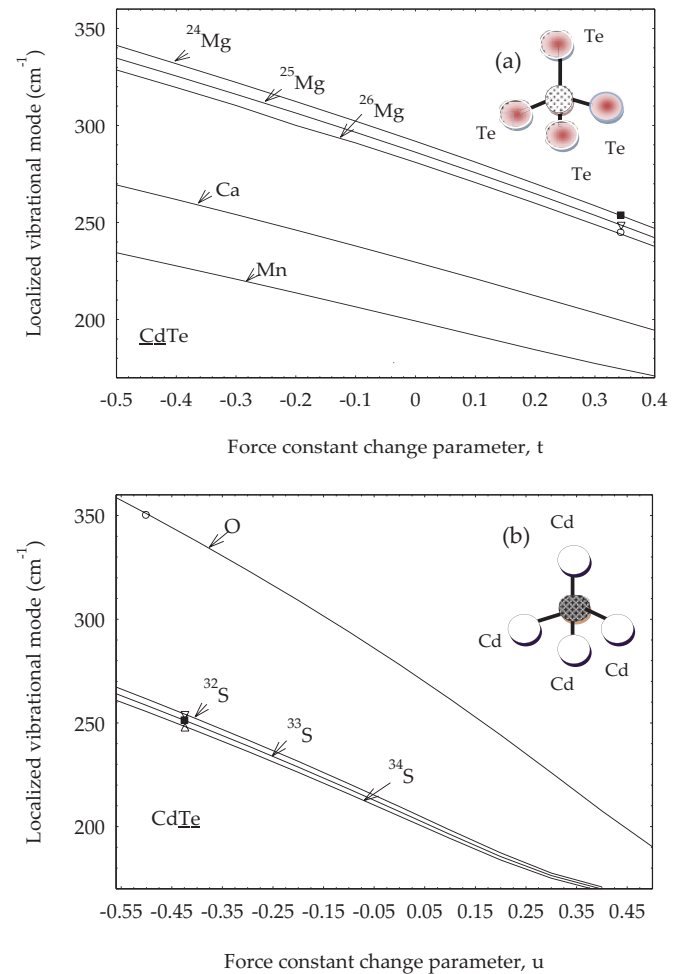 350
300
250
200
Localized vibrational mode (cm-1)
24Mg
25Mg
26Mg
Ca
Mn
CdTe
(a)
Te
Te
Te
Te
-0.5 -0.4 -0.3 -0.2 -0.1 0 0.1 0.2 0.3 0.4
Force constant change parameter, t
350
300
250
200
Localized vibrational mode (cm-1)
O
32S
33S
34S
CdTe
(b)
Cd
Cd
Cd
Cd
-0.55 -0.45 -0.35 -0.25 -0.15 -0.05 0.05 0.15 0.25 0.35 0.45
Force constant change parameter, u